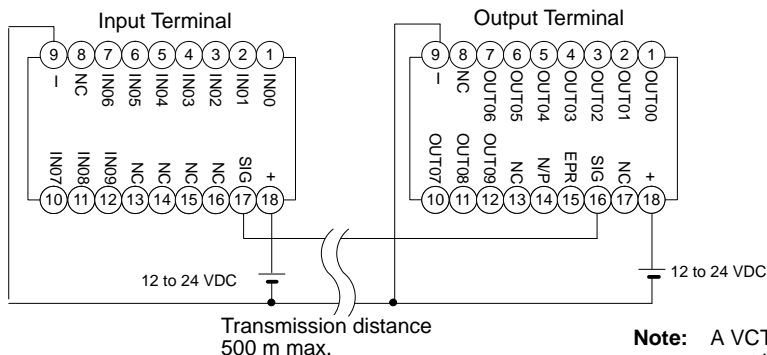 Input Terminal
Output Terminal
9 8 7 6 5 4 3 2 1
– NC IN06 IN05 IN04 IN03 IN02 IN01 IN00
IN07 IN08 IN09 NC NC NC NC SIG +
10 11 12 13 14 15 16 17 18
9 8 7 6 5 4 3 2 1
– NC OUT06 OUT05 OUT04 OUT03 OUT02 OUT01 OUT00
OUT07 OUT08 OUT09 NC N/P EPR SIG NC +
10 11 12 13 14 15 16 17 18
12 to 24 VDC
12 to 24 VDC
Transmission distance
500 m max.
Note: A VCT